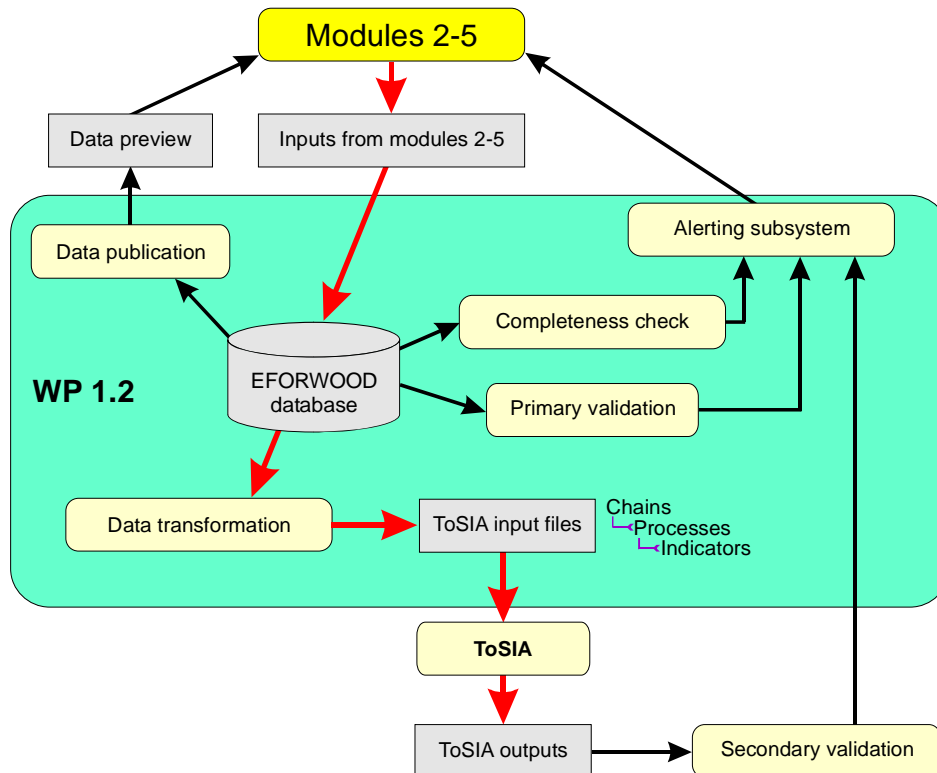 Modules 2-5
Data preview
Inputs from modules 2-5
Data publication
Alerting subsystem
Completeness check
EFORWOOD
database
WP 1.2
Primary validation
Data transformation
ToSIA input files
Chains
Processes
Indicators
ToSIA
ToSIA outputs
Secondary validation